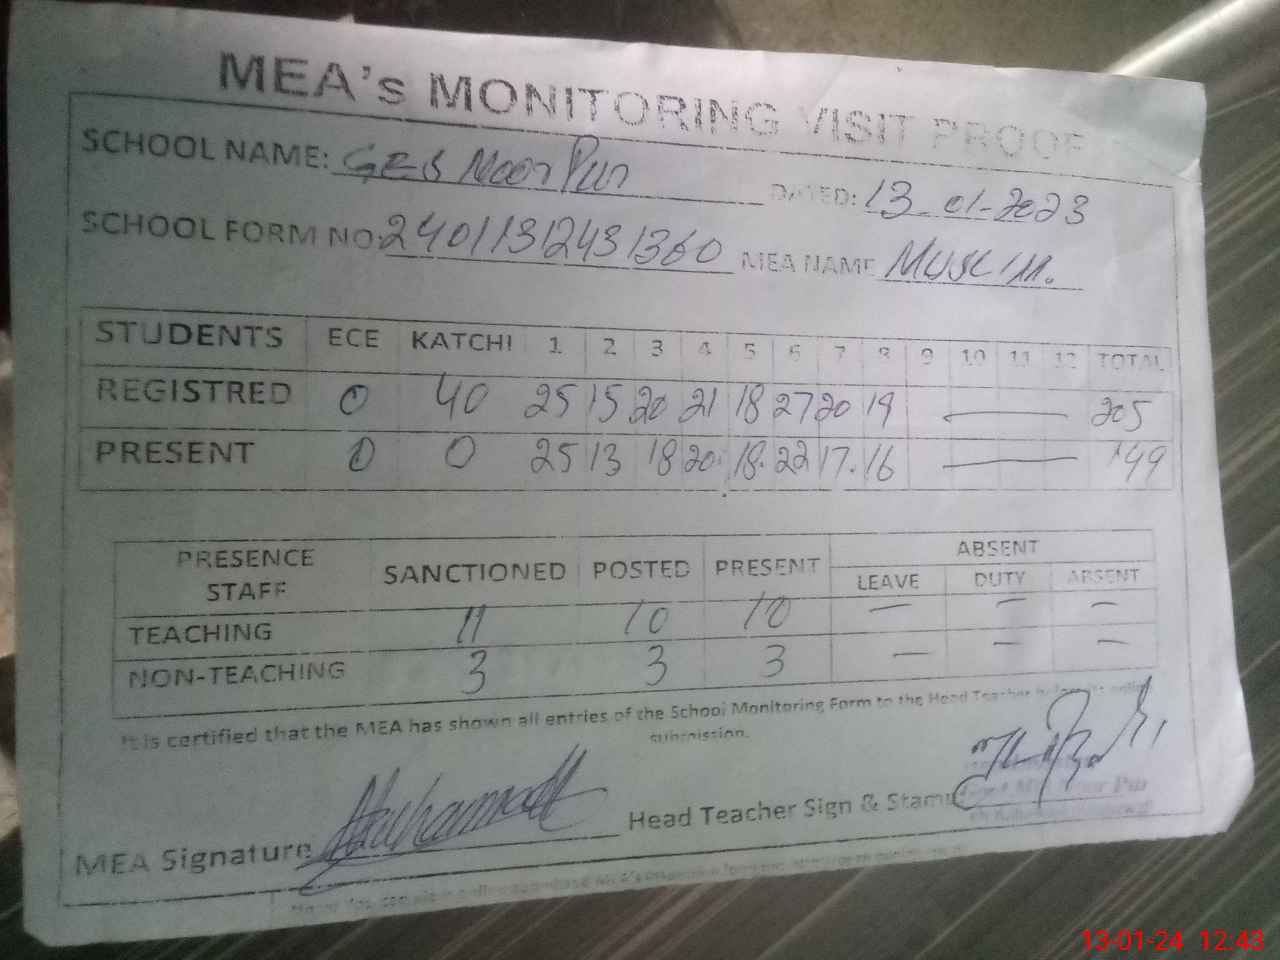 MEA's MONITORING VISIT PROOF
SCHOOL NAME: GES Noor Pur DATED: 13-01-2023
SCHOOL FORM NO: 24011312431360 MEA NAME MUSLIM.
STUDENTS ECE KATCHI 1 2 3 4 5 6 7 8 9 10 11 12 TOTAL
REGISTRED 0 40 25 15 20 21 18 27 20 19 205
PRESENT 0 0 25 13 18 20 18 22 17 16 149
ABSENT
PRESENCE STAFF SANCTIONED POSTED PRESENT LEAVE DUTY ABSENT
TEACHING 11 10 10 — — —
NON-TEACHING 3 3 3 — — —
It is certified that the MEA has shown all entries of the School Monitoring Form to the Head Teacher before its online
submission.
MEA Signature Head Teacher Sign & Stamp
13-01-24 12:43